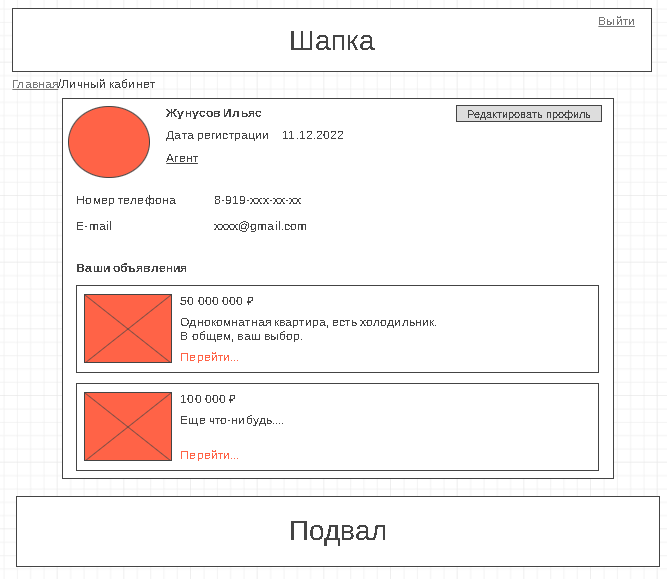 Выйти
Шапка
Главная/Личный кабинет
Жунусов Ильяс
Редактировать профиль
Дата регистрации 11.12.2022
Агент
Номер телефона 8-919-xxx-xx-xx
E-mail xxxx@gmail.com
Ваши объявления
50 000 000 ₽
Однокомнатная квартира, есть холодильник.
В общем, ваш выбор.
Перейти...
100 000 ₽
Еще что-нибудь....
Перейти...
Подвал